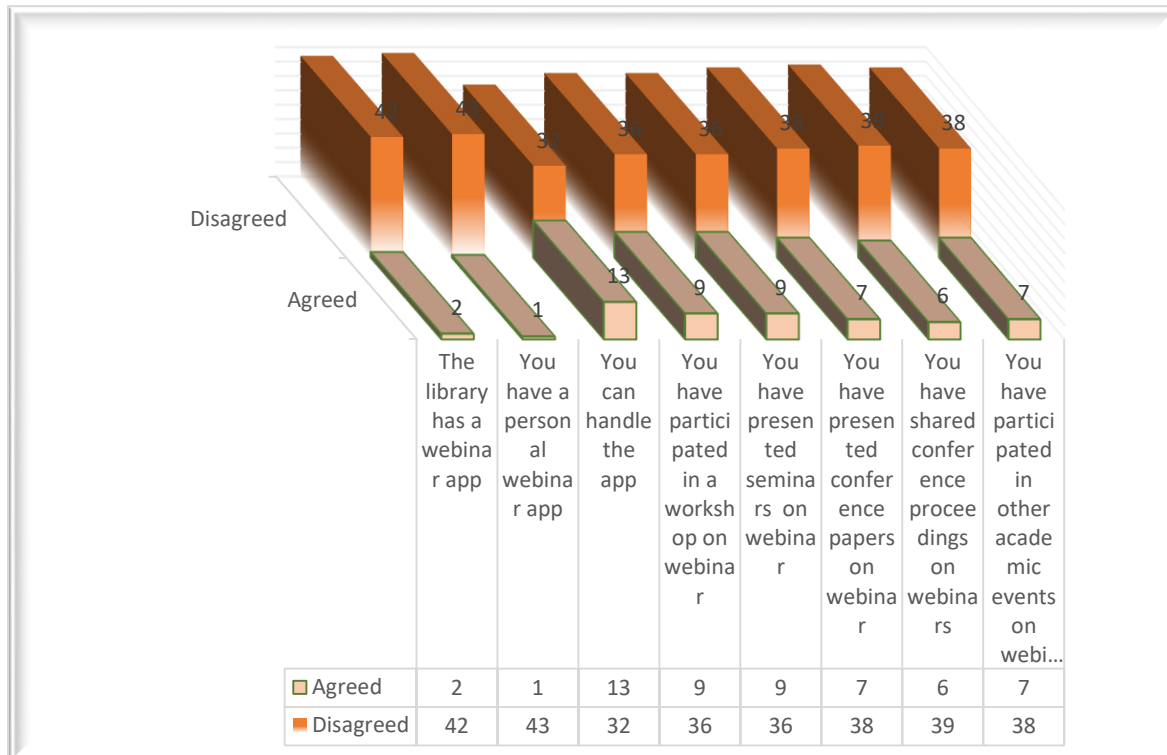 42 43 32 36 36 38 39 38
Disagreed
2 1 13 9 9 7 6 7
Agreed
The
library
has a
webina
r app
You
have a
person
al
webina
r app
You
can
handle
the
app
You
have
partici
pated
in a
worksh
op on
webina
r
You
have
presen
ted
semina
rs on
webina
r
You
have
presen
ted
confer
ence
papers
on
webina
r
You
have
shared
confer
ence
procee
dings
on
webina
rs
You
have
partici
pated
in
other
acade
mic
events
on
webi…
Agreed 2 1 13 9 9 7 6 7
Disagreed 42 43 32 36 36 38 39 38